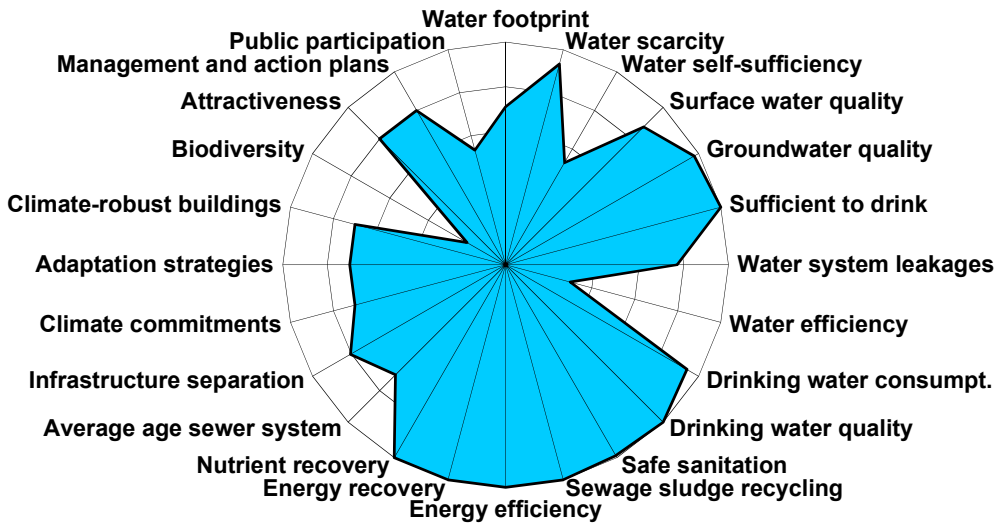 Water footprint
Water scarcity
Water self-sufficiency
Surface water quality
Groundwater quality
Sufficient to drink
Water system leakages
Water efficiency
Drinking water consumpt.
Drinking water quality
Safe sanitation
Sewage sludge recycling
Energy efficiency
Energy recovery
Nutrient recovery
Average age sewer system
Infrastructure separation
Climate commitments
Adaptation strategies
Climate-robust buildings
Biodiversity
Attractiveness
Management and action plans
Public participation